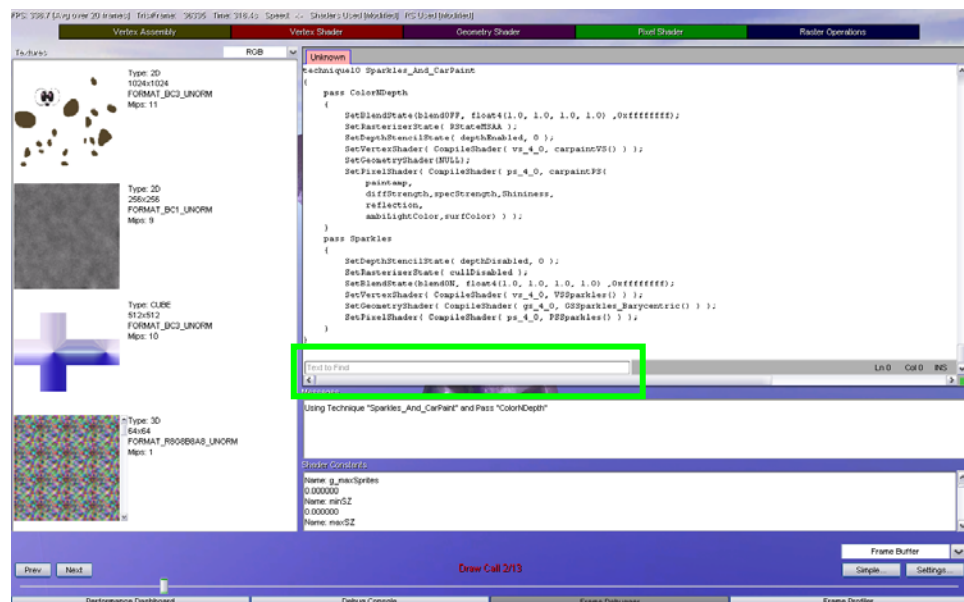 FPS: 338.7 (Avg over 20 frames) Tris/Frame: 36335 Time: 318.4s Speed <- Shaders Used (Modified) RS Used (Modified)
Vertex Assembly Vertex Shader Geometry Shader Pixel Shader Raster Operations
Textures RGB
Type: 2D
1024x1024
FORMAT_BC3_UNORM
Mips: 11
Type: 2D
256x256
FORMAT_BC1_UNORM
Mips: 9
Type: CUBE
512x512
FORMAT_BC3_UNORM
Mips: 10
Type: 3D
64x64
FORMAT_R8G8B8A8_UNORM
Mips: 1
Unknown
technique10 Sparkles_And_CarPaint
{
pass ColorNDepth
{
SetBlendState(blendOFF, float4(1.0, 1.0, 1.0, 1.0) ,0xffffffff);
SetRasterizerState( RStateMSAA );
SetDepthStencilState( depthEnabled, 0 );
SetVertexShader( CompileShader( vs_4_0, carpaintVS() ) );
SetGeometryShader(NULL);
SetPixelShader( CompileShader( ps_4_0, carpaintPS(
paintamp,
diffStrength,specStrength,Shininess,
reflection,
ambiLightColor,surfColor) ) );
}
pass Sparkles
{
SetDepthStencilState( depthDisabled, 0 );
SetRasterizerState( cullDisabled );
SetBlendState(blendON, float4(1.0, 1.0, 1.0, 1.0) ,0xffffffff);
SetVertexShader( CompileShader( vs_4_0, VSSparkles() ) );
SetGeometryShader( CompileShader( gs_4_0, GSSparkles_Barycentric() ) );
SetPixelShader( CompileShader( ps_4_0, PSSparkles() ) );
}
}
Text to Find Ln 0 Col 0 INS
Messages
Using Technique "Sparkles_And_CarPaint" and Pass "ColorNDepth"
Shader Constants
Name: g_maxSprites
0.000000
Name: minSZ
0.000000
Name: maxSZ
Frame Buffer
Prev Next Draw Call 2/13 Simple... Settings...
Performance Dashboard Debug Console Frame Debugger Frame Profiler